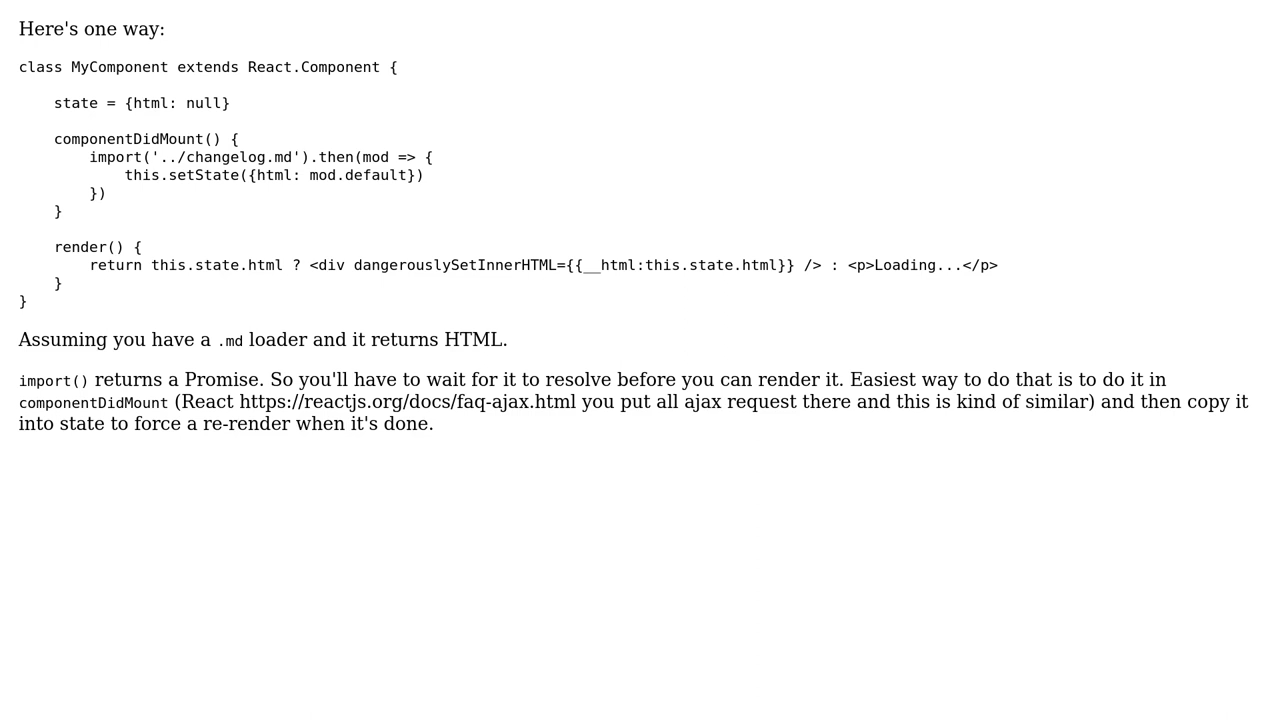 Here's one way:
class MyComponent extends React.Component {
    state = {html: null}
    componentDidMount() {
        import('../changelog.md').then(mod => {
            this.setState({html: mod.default})
        })
    }
    render() {
        return this.state.html ? <div dangerouslySetInnerHTML={{__html:this.state.html}} /> : <p>Loading...</p>
    }
}
Assuming you have a .md loader and it returns HTML.
import() returns a Promise. So you'll have to wait for it to resolve before you can render it. Easiest way to do that is to do it in
componentDidMount (React https://reactjs.org/docs/faq-ajax.html you put all ajax request there and this is kind of similar) and then copy it
into state to force a re-render when it's done.